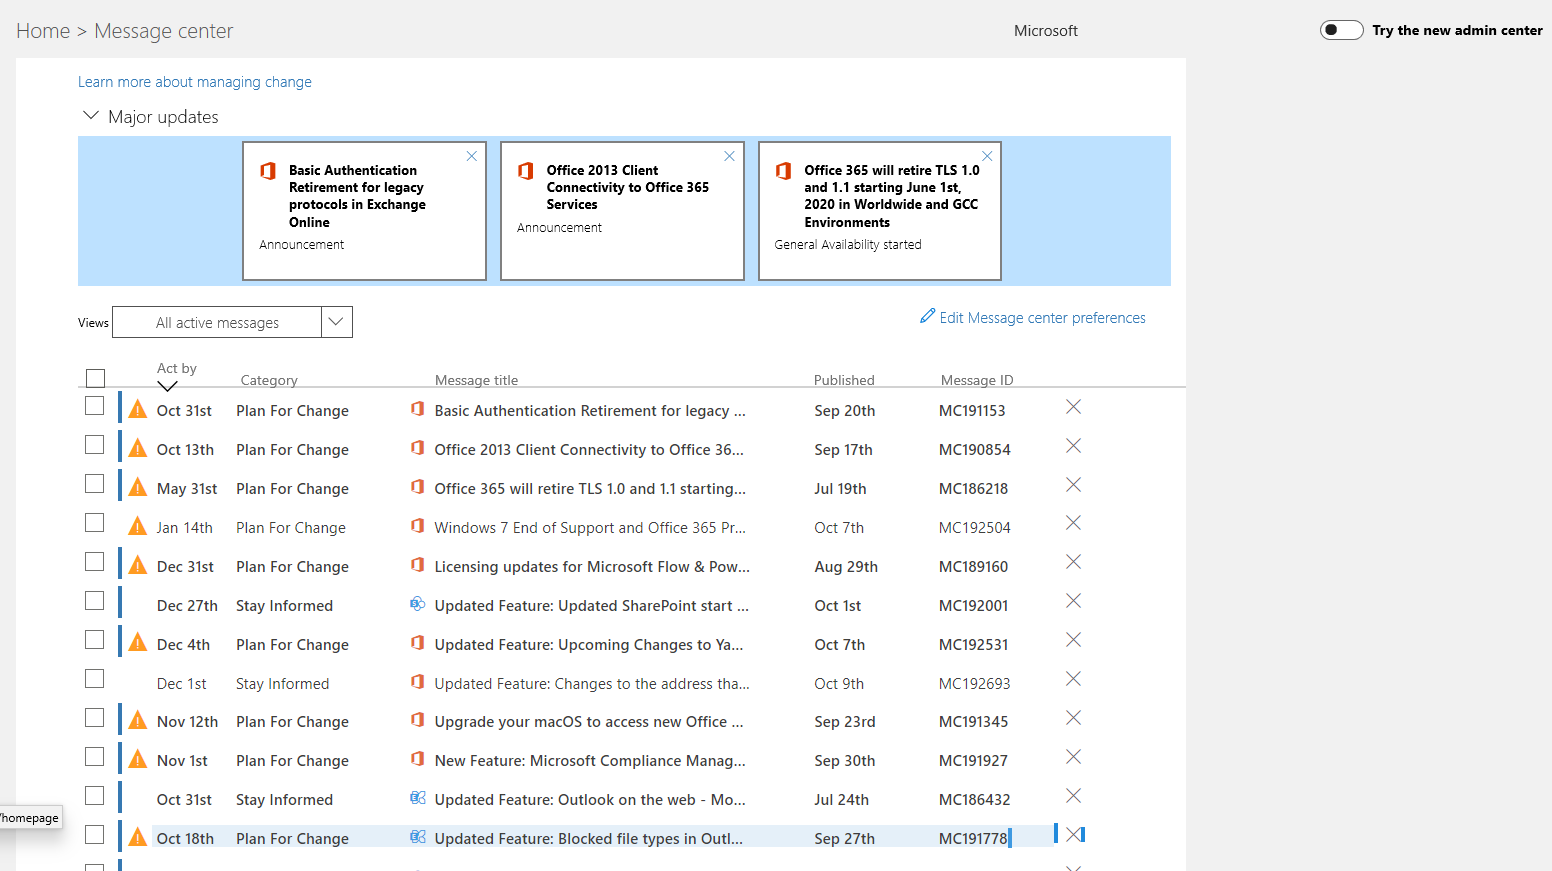 Home > Message center
Microsoft
Try the new admin center
Learn more about managing change
Major updates
Basic Authentication
Retirement for legacy
protocols in Exchange
Online
Announcement
Office 2013 Client
Connectivity to Office 365
Services
Announcement
Office 365 will retire TLS 1.0
and 1.1 starting June 1st,
2020 in Worldwide and GCC
Environments
General Availability started
Views All active messages
Edit Message center preferences
Act by Category Message title Published Message ID
Oct 31st Plan For Change Basic Authentication Retirement for legacy ... Sep 20th MC191153
Oct 13th Plan For Change Office 2013 Client Connectivity to Office 36... Sep 17th MC190854
May 31st Plan For Change Office 365 will retire TLS 1.0 and 1.1 starting... Jul 19th MC186218
Jan 14th Plan For Change Windows 7 End of Support and Office 365 Pr... Oct 7th MC192504
Dec 31st Plan For Change Licensing updates for Microsoft Flow & Pow... Aug 29th MC189160
Dec 27th Stay Informed Updated Feature: Updated SharePoint start ... Oct 1st MC192001
Dec 4th Plan For Change Updated Feature: Upcoming Changes to Ya... Oct 7th MC192531
Dec 1st Stay Informed Updated Feature: Changes to the address tha... Oct 9th MC192693
Nov 12th Plan For Change Upgrade your macOS to access new Office ... Sep 23rd MC191345
Nov 1st Plan For Change New Feature: Microsoft Compliance Manag... Sep 30th MC191927
Oct 31st Stay Informed Updated Feature: Outlook on the web - Mo... Jul 24th MC186432
/homepage
Oct 18th Plan For Change Updated Feature: Blocked file types in Outl... Sep 27th MC191778